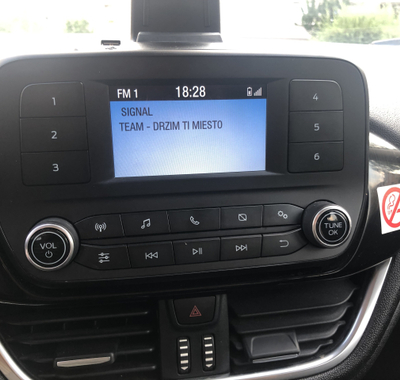 FM 1 18:28
SIGNAL
TEAM - DRZIM TI MIESTO
1
2
3
4
5
6
VOL
TUNE
OK